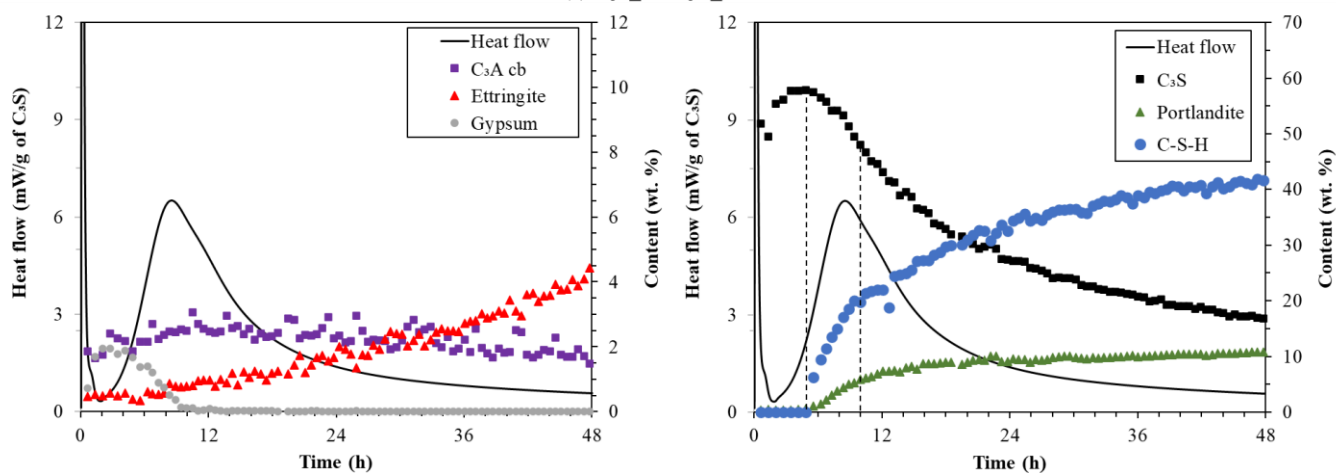 12
9
6
3
0
Heat flow (mW/g of C₃S)
0
12
24
36
48
Time (h)
12
10
8
6
4
2
0
Content (wt. %)
Heat flow
C₃A cb
Ettringite
Gypsum
12
9
6
3
0
Heat flow (mW/g of C₃S)
0
12
24
36
48
Time (h)
70
60
50
40
30
20
10
0
Content (wt. %)
Heat flow
C₃S
Portlandite
C-S-H